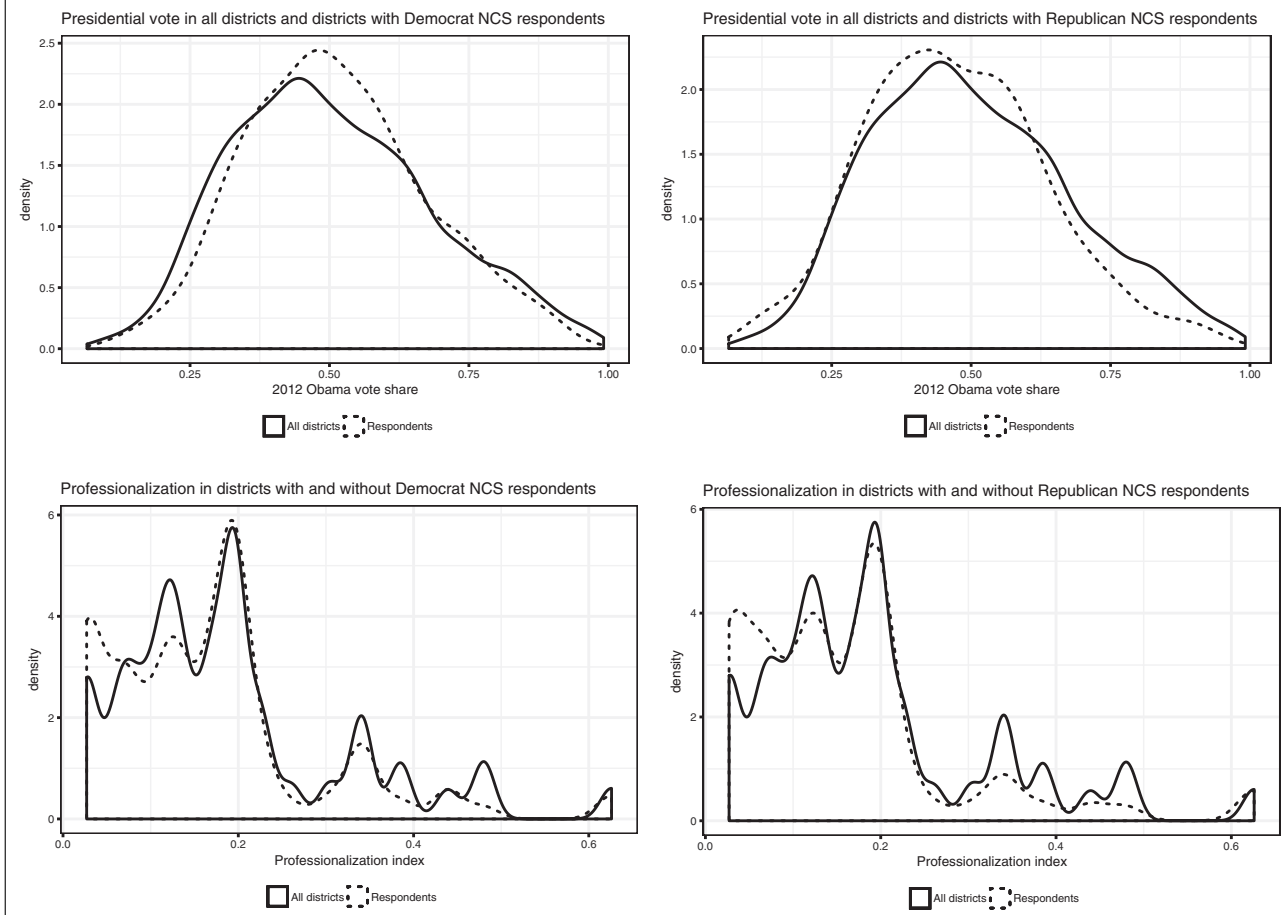 Presidential vote in all districts and districts with Democrat NCS respondents
2.5
2.0
1.5
1.0
0.5
0.0
density
0.25 0.50 0.75 1.00
2012 Obama vote share
All districts Respondents
Presidential vote in all districts and districts with Republican NCS respondents
2.0
1.5
1.0
0.5
0.0
density
0.25 0.50 0.75 1.00
2012 Obama vote share
All districts Respondents
Professionalization in districts with and without Democrat NCS respondents
6
4
2
0
density
0.0 0.2 0.4 0.6
Professionalization index
All districts Respondents
Professionalization in districts with and without Republican NCS respondents
6
4
2
0
density
0.0 0.2 0.4 0.6
Professionalization index
All districts Respondents